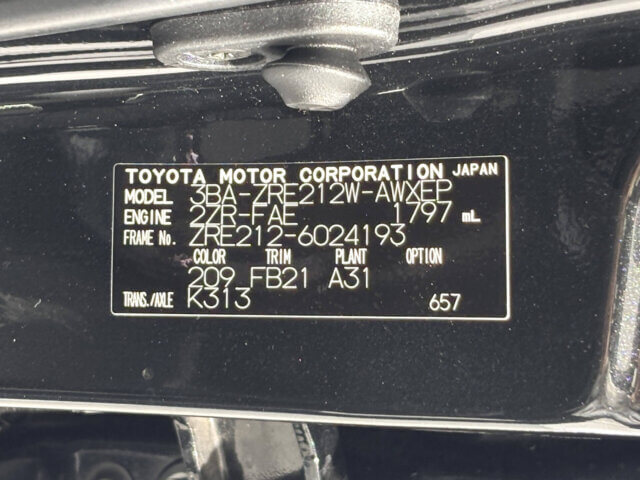 TOYOTA MOTOR CORPORATION JAPAN
MODEL 3BA-ZRE212W-AWXEP
ENGINE 2ZR-FAE 1797 mL
FRAME No. ZRE212-6024193
COLOR TRIM PLANT OPTION
209 FB21 A31
TRANS./AXLE K313 657